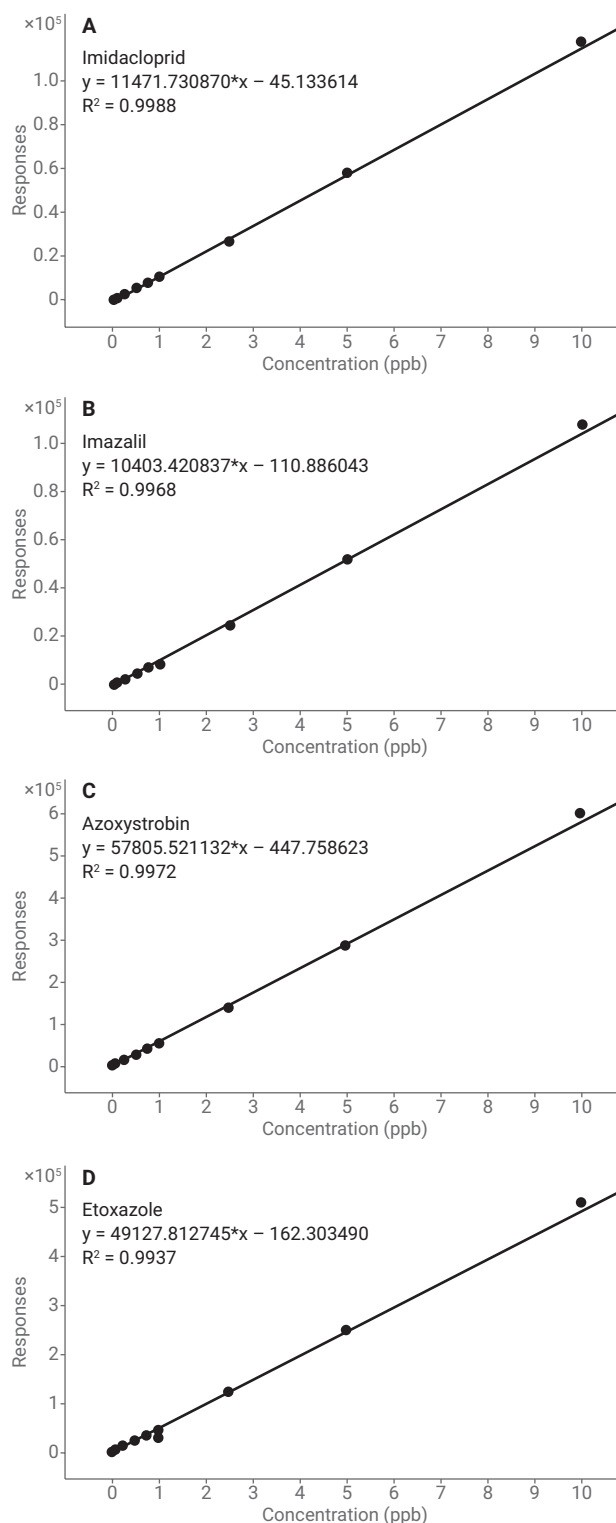 ×10⁵
A
Imidacloprid
y = 11471.730870*x – 45.133614
R² = 0.9988
1.0
0.8
0.6
0.4
0.2
0
Responses
0 1 2 3 4 5 6 7 8 9 10
Concentration (ppb)
×10⁵
B
Imazalil
y = 10403.420837*x – 110.886043
R² = 0.9968
1.0
0.8
0.6
0.4
0.2
0
Responses
0 1 2 3 4 5 6 7 8 9 10
Concentration (ppb)
×10⁵
C
Azoxystrobin
y = 57805.521132*x – 447.758623
R² = 0.9972
6
5
4
3
2
1
0
Responses
0 1 2 3 4 5 6 7 8 9 10
Concentration (ppb)
×10⁵
D
Etoxazole
y = 49127.812745*x – 162.303490
R² = 0.9937
5
4
3
2
1
0
Responses
0 1 2 3 4 5 6 7 8 9 10
Concentration (ppb)